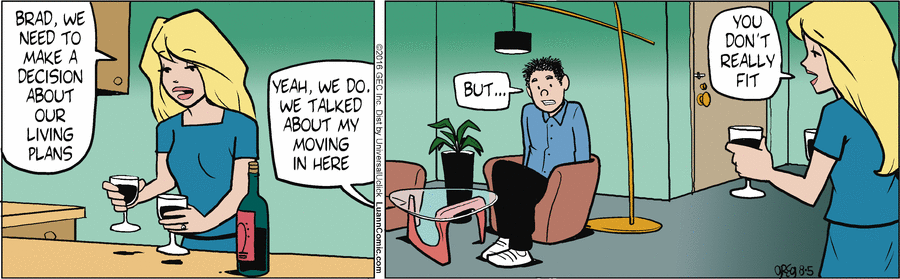 BRAD, WE
NEED TO
MAKE A
DECISION
ABOUT
OUR
LIVING
PLANS
YEAH, WE DO.
WE TALKED
ABOUT MY
MOVING
IN HERE
©2016 GEC Inc. Dist by Universal Uclick LuannComic.com
BUT...
YOU
DON'T
REALLY
FIT
GREG 8-5